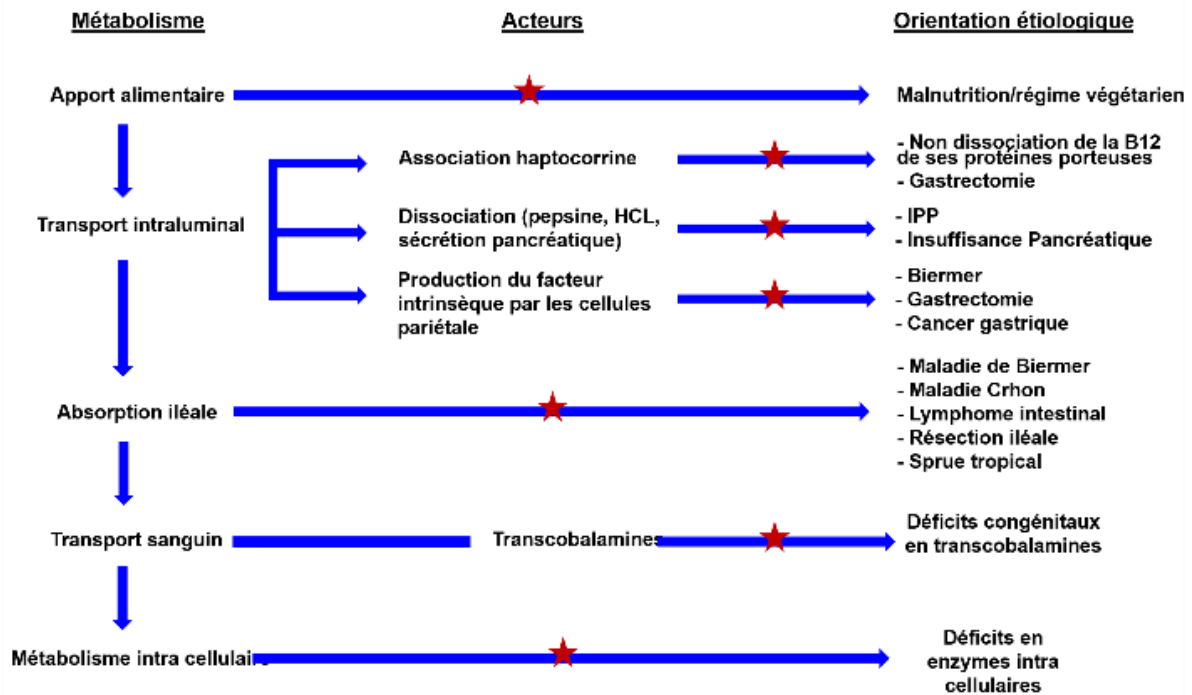 Métabolisme
Acteurs
Orientation étiologique
Apport alimentaire
Malnutrition/régime végétarien
Association haptocorrine
- Non dissociation de la B12
de ses protéines porteuses
- Gastrectomie
Transport intraluminal
Dissociation (pepsine, HCL,
sécrétion pancréatique)
- IPP
- Insuffisance Pancréatique
Production du facteur
intrinsèque par les cellules
pariétale
- Biermer
- Gastrectomie
- Cancer gastrique
Absorption iléale
- Maladie de Biermer
- Maladie Crhon
- Lymphome intestinal
- Résection iléale
- Sprue tropical
Transport sanguin
Transcobalamines
Déficits congénitaux
en transcobalamines
Métabolisme intra cellulaire
Déficits en
enzymes intra
cellulaires